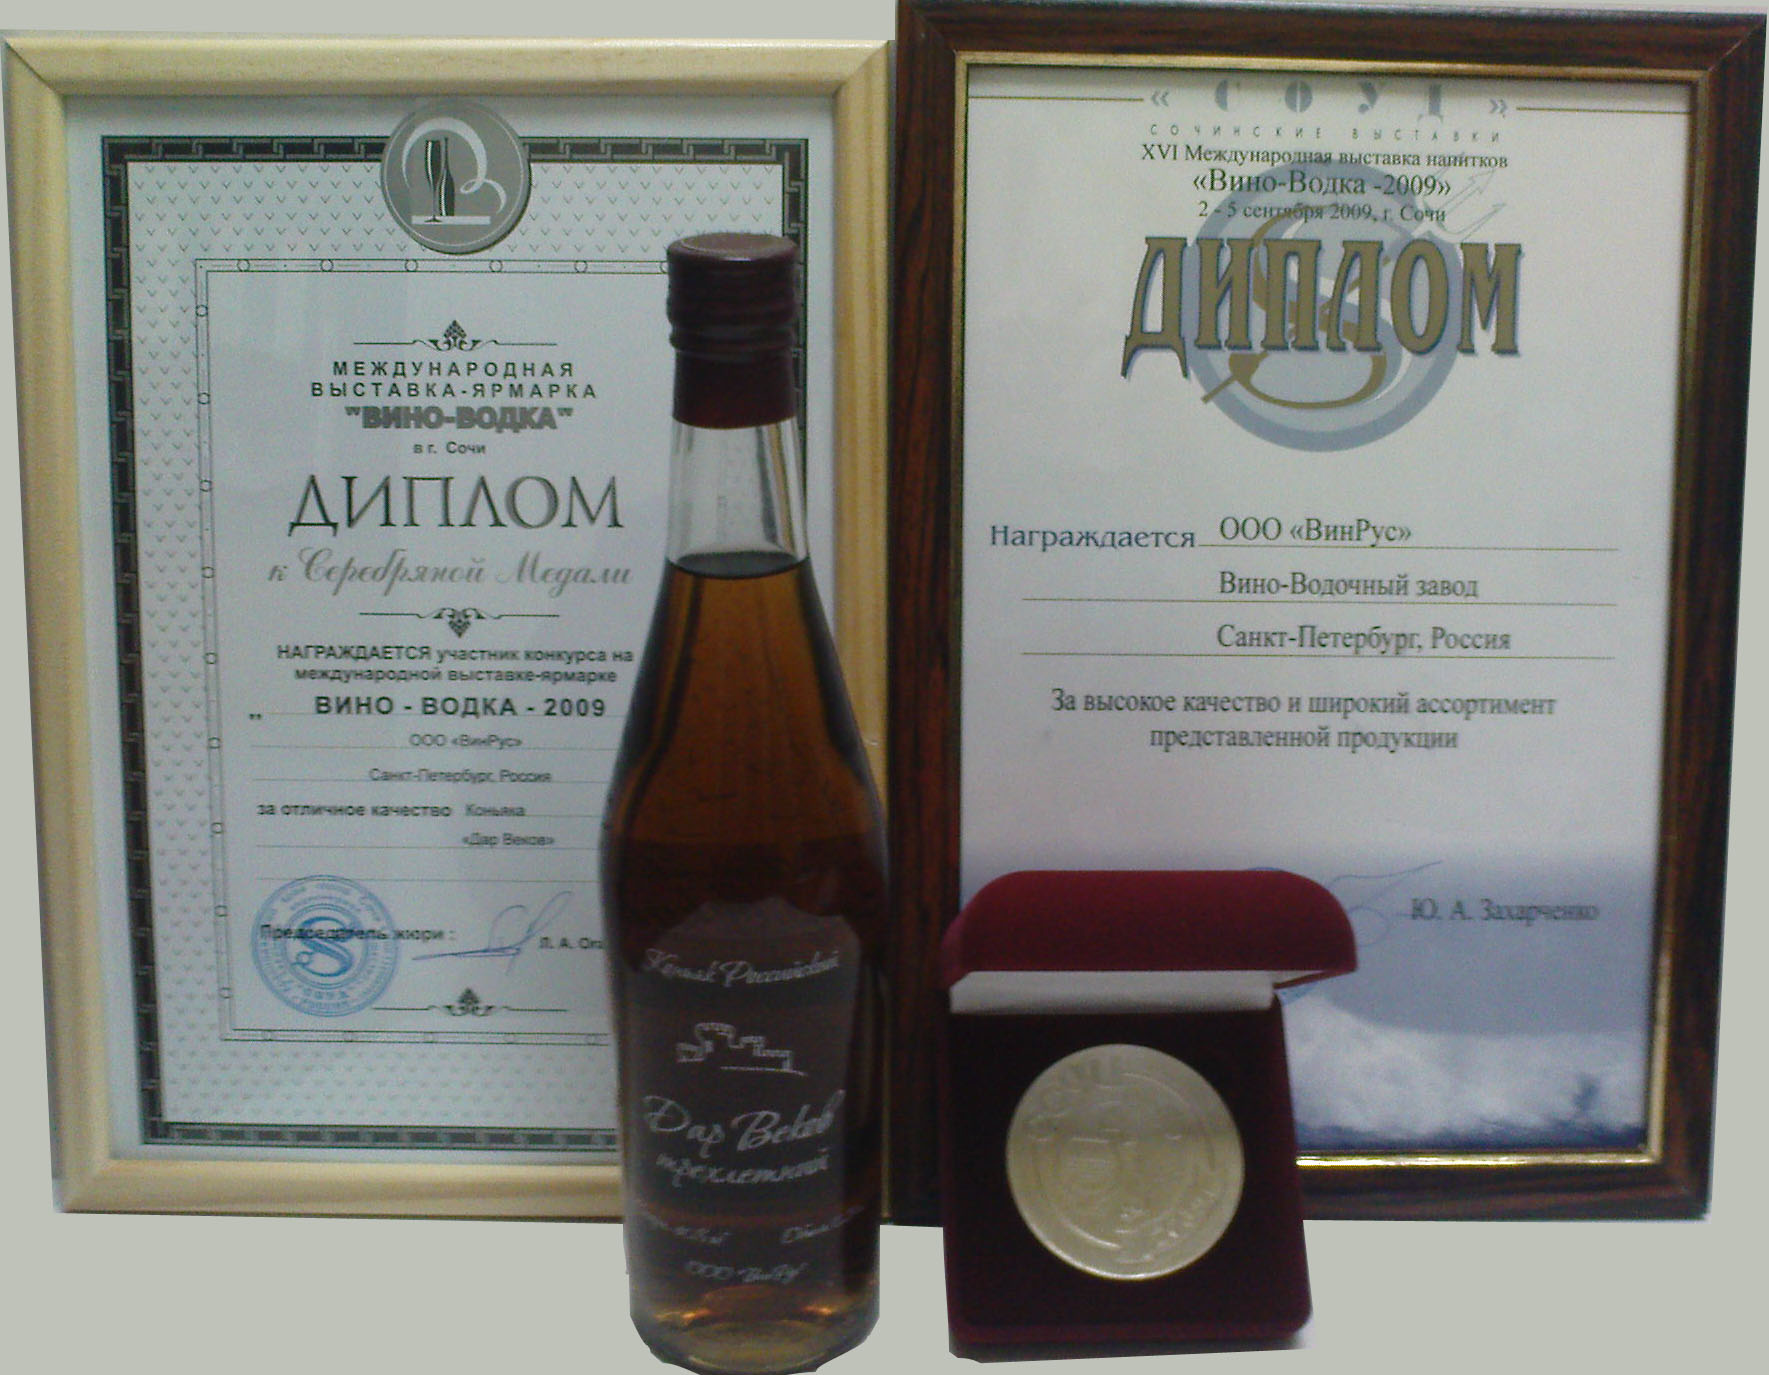 МЕЖДУНАРОДНАЯ
ВЫСТАВКА-ЯРМАРКА
"ВИНО-ВОДКА"
в г. Сочи
ДИПЛОМ
к Серебряной Медали
НАГРАЖДАЕТСЯ участник конкурса на
международной выставке-ярмарке
„ ВИНО - ВОДКА - 2009
ООО «ВинРус»
Санкт-Петербург, Россия
за отличное качество Коньяка
«Дар Веков»
Председатель жюри :
Л. А.
« СОУД »
СОЧИНСКИЕ ВЫСТАВКИ
XVI Международная выставка напитков
«Вино-Водка -2009»
2 - 5 сентября 2009, г. Сочи
ДИПЛОМ
Награждается ООО «ВинРус»
Вино-Водочный завод
Санкт-Петербург, Россия
За высокое качество и широкий ассортимент
представленной продукции
Ю. А. Захарченко
Коньяк Российский
Дар Веков
трехлетний
ООО "ВинРус"